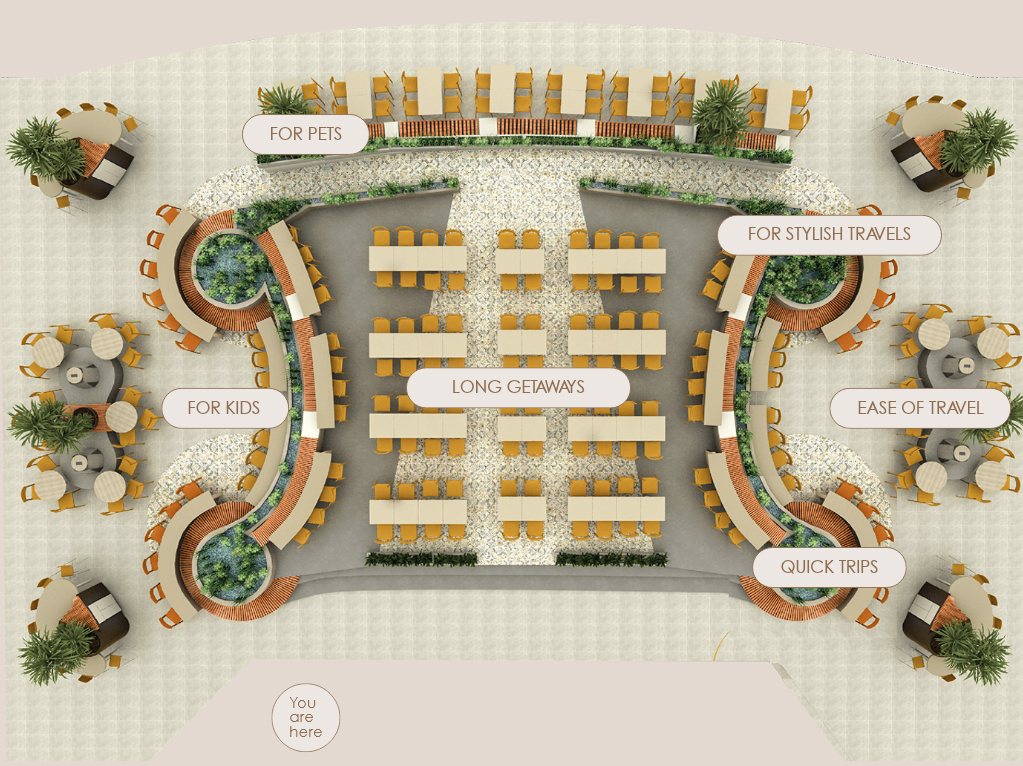 FOR PETS
FOR STYLISH TRAVELS
LONG GETAWAYS
FOR KIDS
EASE OF TRAVEL
QUICK TRIPS
You
are
here